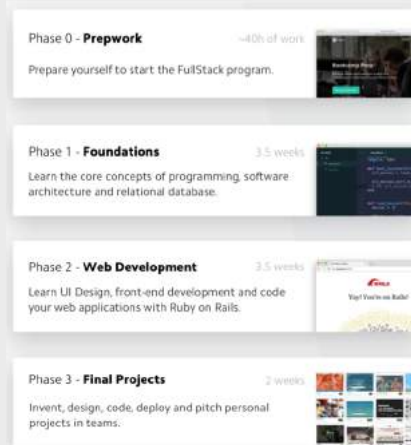 Phase 0 - Prepwork
~40h of work
Prepare yourself to start the FullStack program.
Phase 1 - Foundations
3.5 weeks
Learn the core concepts of programming, software
architecture and relational database.
Phase 2 - Web Development
3.5 weeks
Learn UI Design, front-end development and code
your web applications with Ruby on Rails.
Yay! You're on Rails!
Phase 3 - Final Projects
2 weeks
Invent, design, code, deploy and pitch personal
projects in teams.